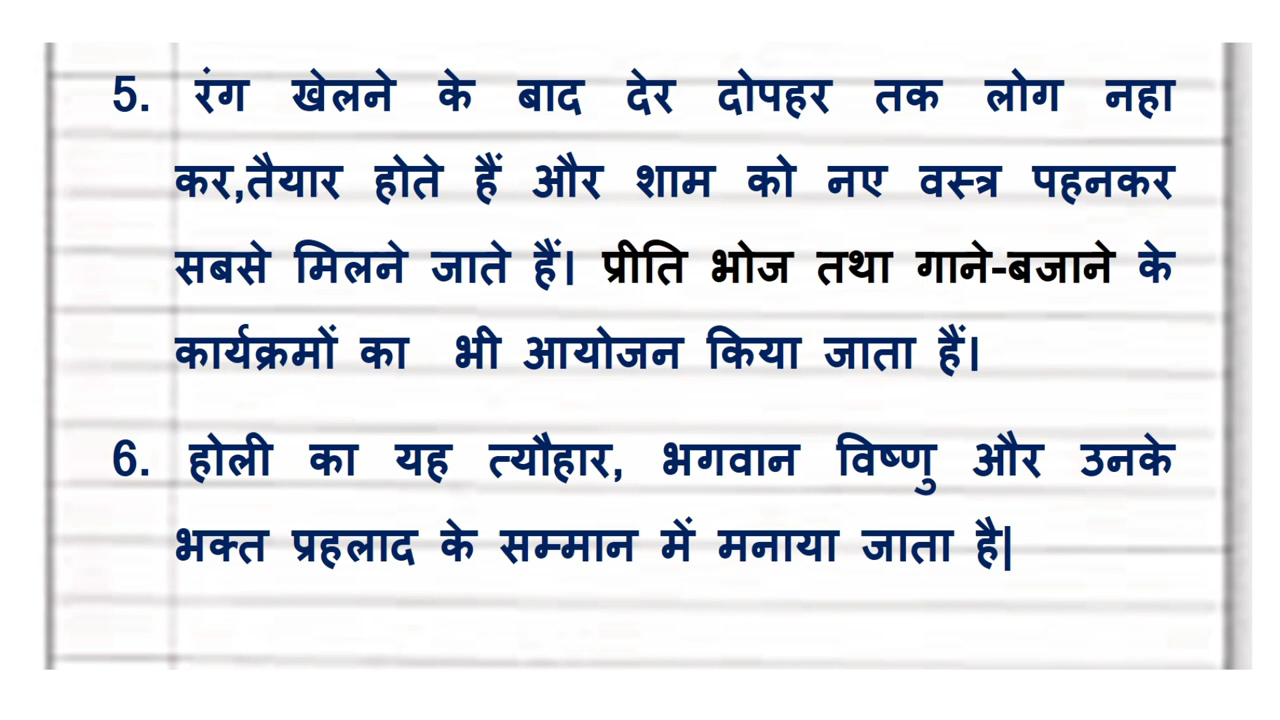 5. रंग खेलने के बाद देर दोपहर तक लोग नहा
कर,तैयार होते हैं और शाम को नए वस्त्र पहनकर
सबसे मिलने जाते हैं। प्रीति भोज तथा गाने-बजाने के
कार्यक्रमों का भी आयोजन किया जाता हैं।
6. होली का यह त्यौहार, भगवान विष्णु और उनके
भक्त प्रहलाद के सम्मान में मनाया जाता है|